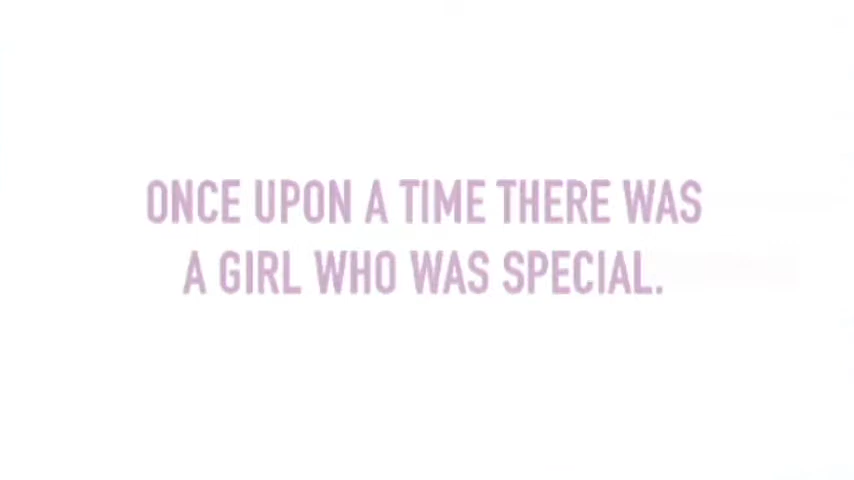 ONCE UPON A TIME THERE WAS
A GIRL WHO WAS SPECIAL.